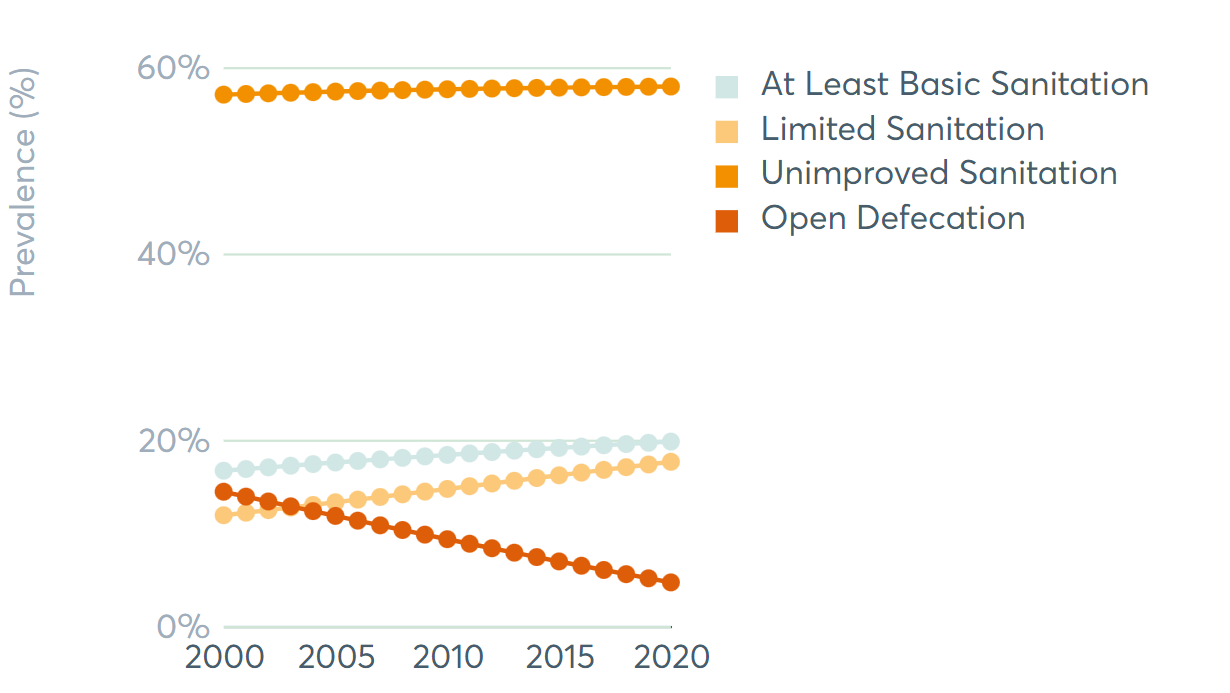 Prevalence (%)
60%
40%
20%
0%
2000 2005 2010 2015 2020
At Least Basic Sanitation
Limited Sanitation
Unimproved Sanitation
Open Defecation